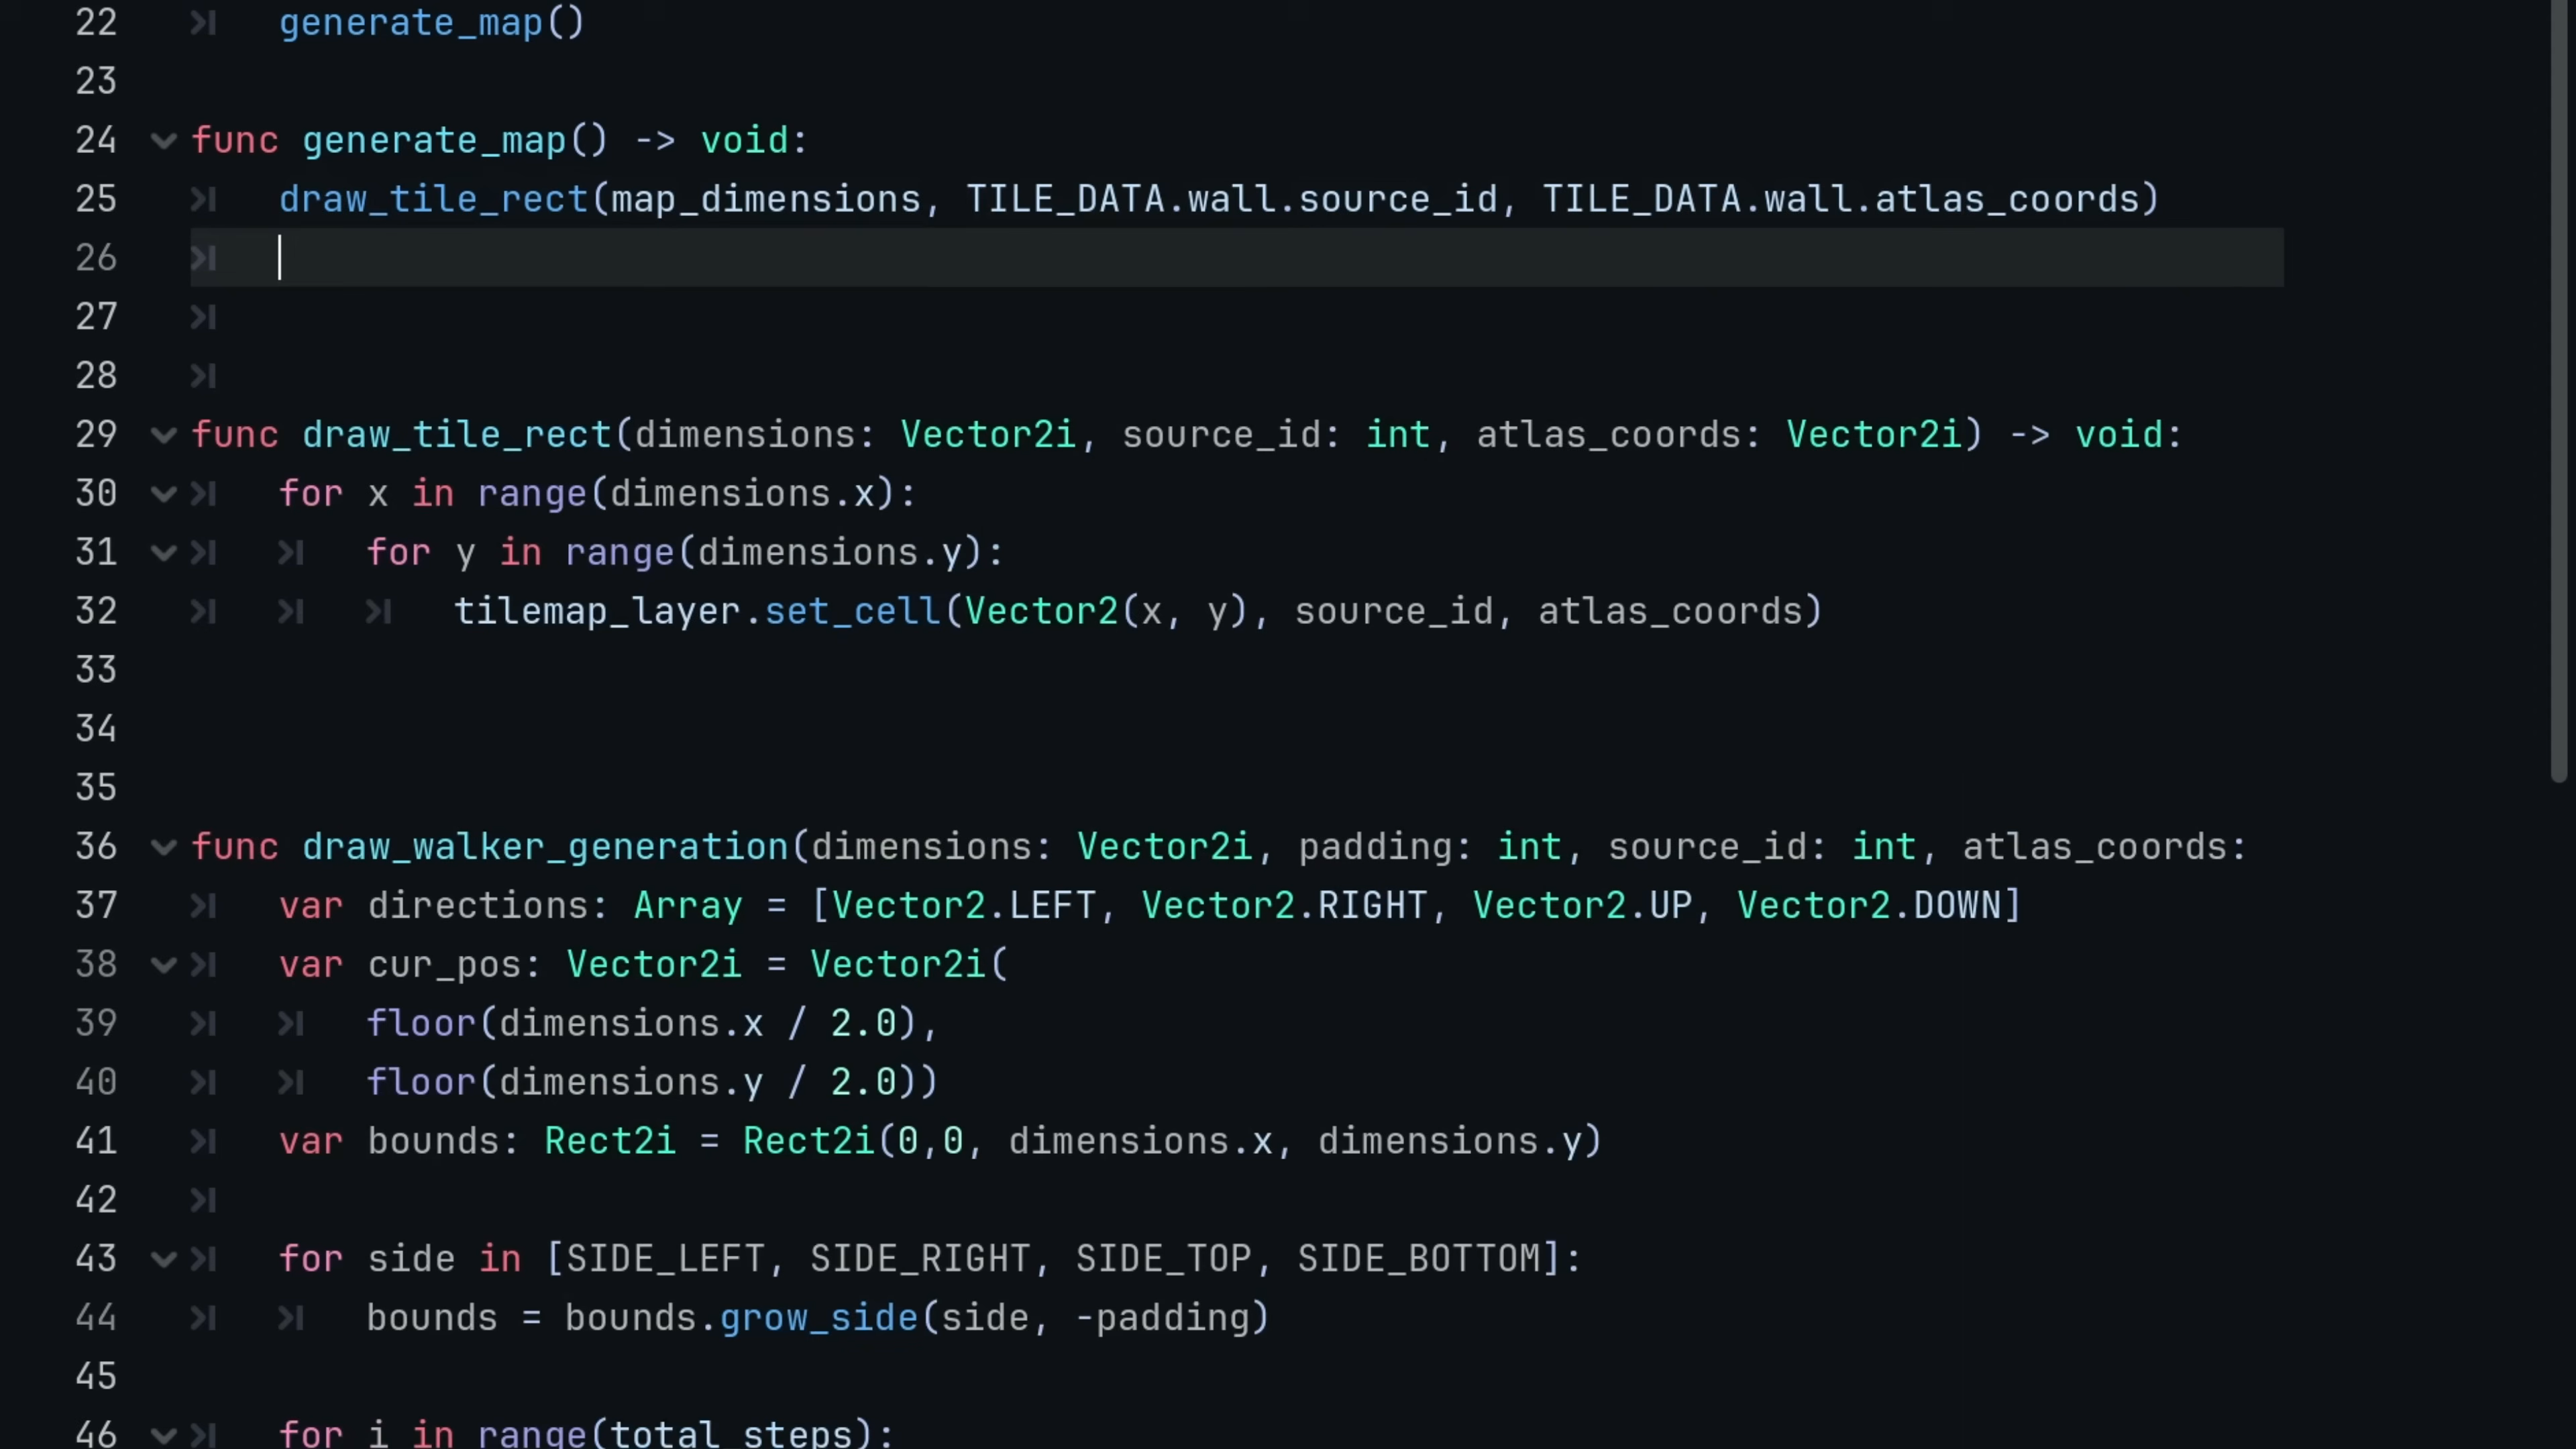 22 generate_map()
23
24 func generate_map() -> void:
25 draw_tile_rect(map_dimensions, TILE_DATA.wall.source_id, TILE_DATA.wall.atlas_coords)
26
27
28
29 func draw_tile_rect(dimensions: Vector2i, source_id: int, atlas_coords: Vector2i) -> void:
30 for x in range(dimensions.x):
31 for y in range(dimensions.y):
32 tilemap_layer.set_cell(Vector2(x, y), source_id, atlas_coords)
33
34
35
36 func draw_walker_generation(dimensions: Vector2i, padding: int, source_id: int, atlas_coords:
37 var directions: Array = [Vector2.LEFT, Vector2.RIGHT, Vector2.UP, Vector2.DOWN]
38 var cur_pos: Vector2i = Vector2i(
39 floor(dimensions.x / 2.0),
40 floor(dimensions.y / 2.0))
41 var bounds: Rect2i = Rect2i(0,0, dimensions.x, dimensions.y)
42
43 for side in [SIDE_LEFT, SIDE_RIGHT, SIDE_TOP, SIDE_BOTTOM]:
44 bounds = bounds.grow_side(side, -padding)
45
46 for i in range(total_steps):